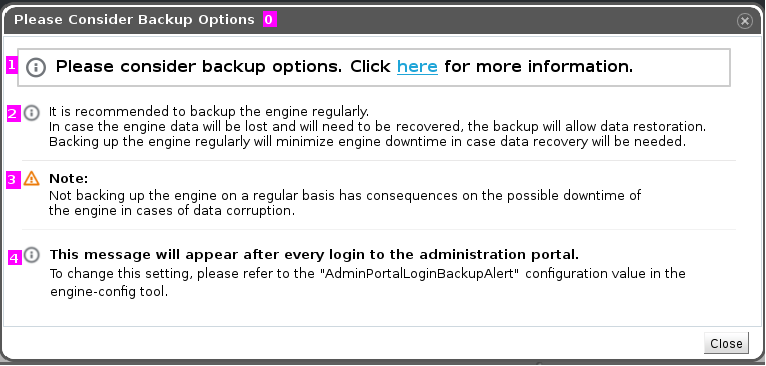 Please Consider Backup Options 0
1 Please consider backup options. Click here for more information.
2 It is recommended to backup the engine regularly.
In case the engine data will be lost and will need to be recovered, the backup will allow data restoration.
Backing up the engine regularly will minimize engine downtime in case data recovery will be needed.
3 Note:
Not backing up the engine on a regular basis has consequences on the possible downtime of
the engine in cases of data corruption.
4 This message will appear after every login to the administration portal.
To change this setting, please refer to the "AdminPortalLoginBackupAlert" configuration value in the
engine-config tool.
Close